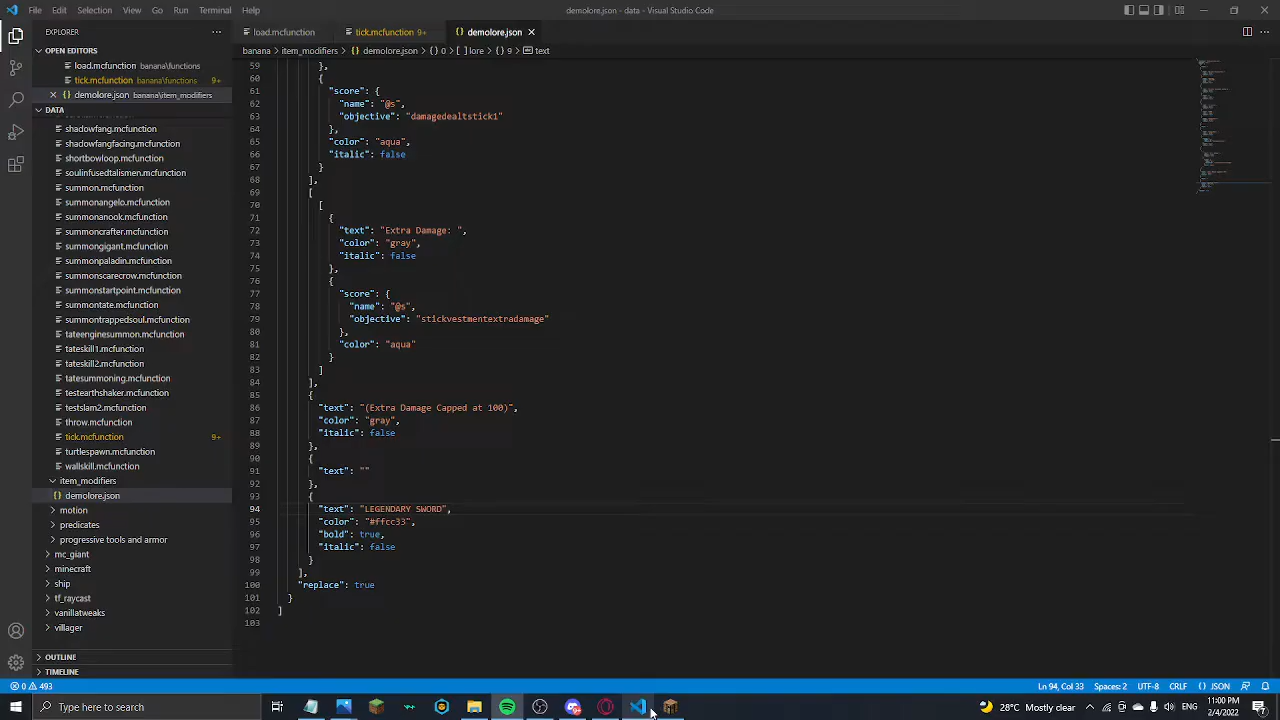 File Edit Selection View Go Run Terminal Help
demolore.json - data - Visual Studio Code
EXPLORER
load.mcfunction
tick.mcfunction 9+
demolore.json
OPEN EDITORS
load.mcfunction banana\functions
tick.mcfunction banana\functions 9+
demolore.json banana\item_modifiers
DATA
shadowfang.mcfunction
shortbowloop.mcfunction
soulinfusedtalismen.mcfunction
summon.mcfunction
summonangelo.mcfunction
summonanook.mcfunction
summoncrafter.mcfunction
summongigant.mcfunction
summonpaladin.mcfunction
summonscarecrow.mcfunction
summonstartpoint.mcfunction
summontate.mcfunction
summontrappedsoul.mcfunction
tateenginesummon.mcfunction
tateskill1.mcfunction
tateskill2.mcfunction
tatesummoning.mcfunction
testearthshaker.mcfunction
testslam2.mcfunction
throw.mcfunction
tick.mcfunction 9+
turtlespawn.mcfunction
wallskill.mcfunction
item_modifiers
demolore.json
motion
predicates
progressive tools and armor
mc_giant
minecraft
ship
tf_raycast
vanillatweaks
villager
OUTLINE
TIMELINE
banana > item_modifiers > demolore.json > {} 0 > [ ] lore > {} 9 > text
59 },
60 {
61 "score": {
62 "name": "@s",
63 "objective": "damagedealtstick1"
64 },
65 "color": "aqua",
66 "italic": false
67 }
68 ],
69 [
70 [
71 {
72 "text": "Extra Damage: ",
73 "color": "gray",
74 "italic": false
75 },
76 {
77 "score": {
78 "name": "@s",
79 "objective": "stickvestmentextradamage"
80 },
81 "color": "aqua"
82 }
83 ]
84 ],
85 {
86 "text": "(Extra Damage Capped at 100)",
87 "color": "gray",
88 "italic": false
89 },
90 {
91 "text": ""
92 },
93 {
94 "text": "LEGENDARY SWORD",
95 "color": "#ffcc33",
96 "bold": true,
97 "italic": false
98 }
99 ],
100 "replace": true
101 }
102 ]
103
0 493
Ln 94, Col 33 Spaces: 2 UTF-8 CRLF {} JSON
Type here to search
28°C Mostly clear
ENG
11:00 PM
2/4/2022